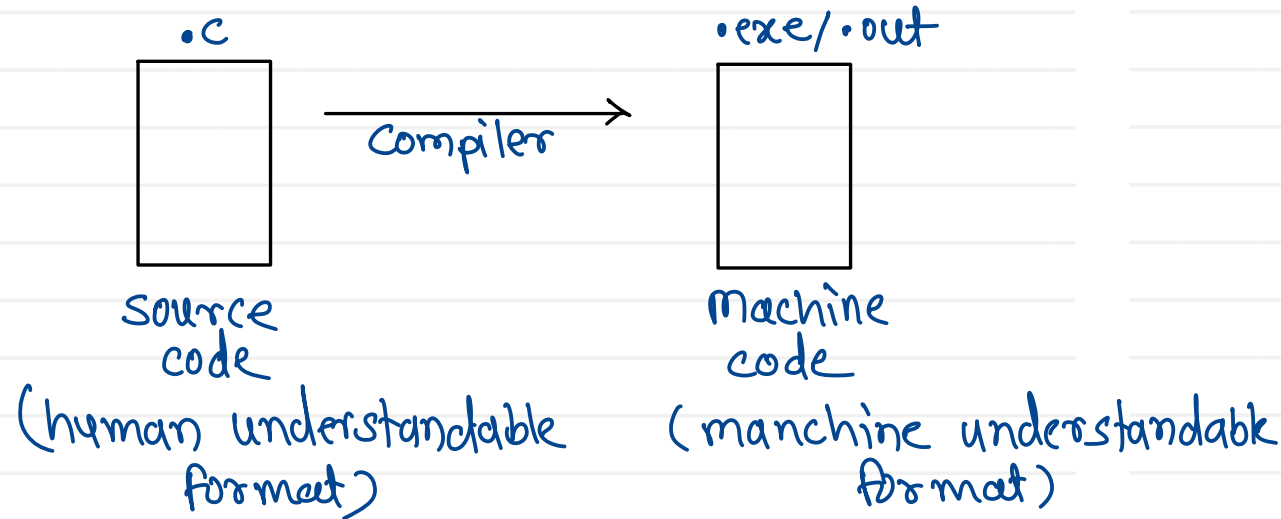 .c
.exe/.out
Compiler
source
code
(human understandable
format)
Machine
code
(manchine understandable
format)